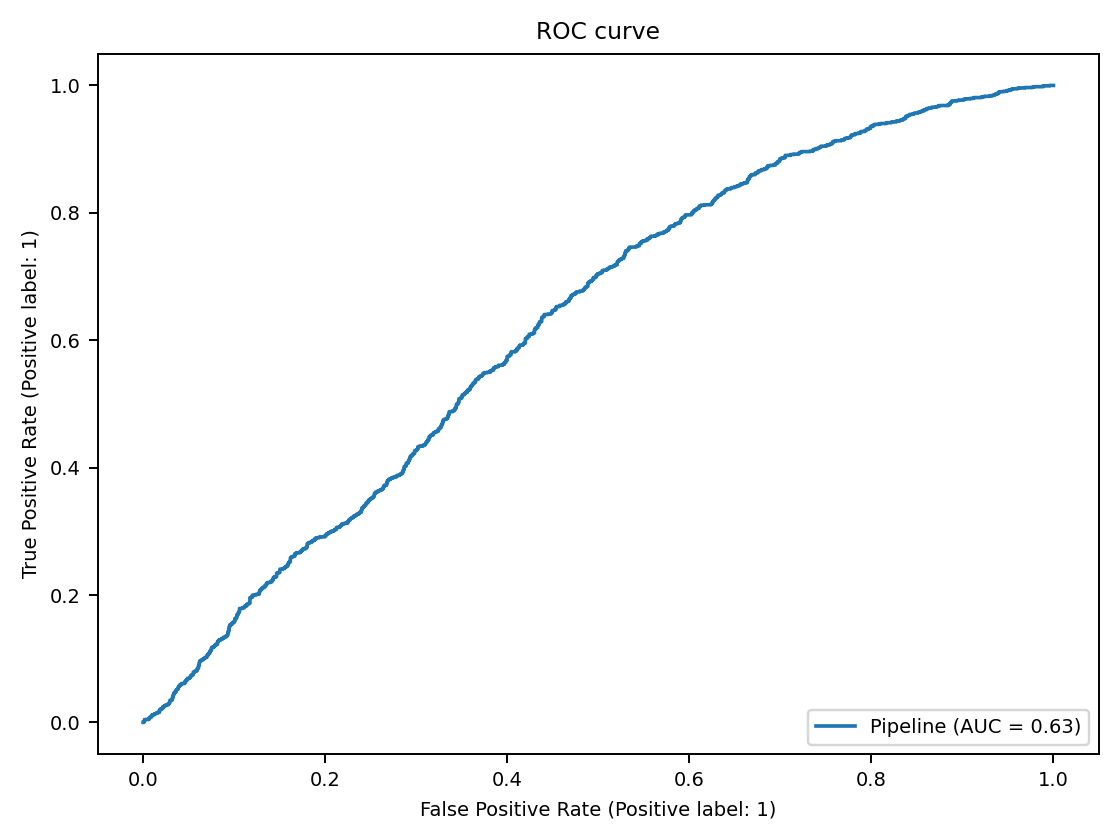 ROC curve
True Positive Rate (Positive label: 1)
1.0
0.8
0.6
0.4
0.2
0.0
Pipeline (AUC = 0.63)
0.0 0.2 0.4 0.6 0.8 1.0
False Positive Rate (Positive label: 1)